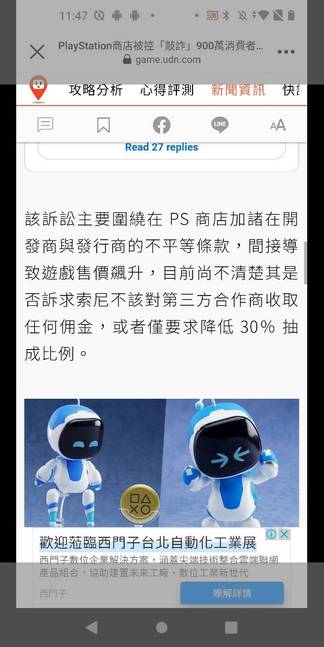 11:47
PlayStation商店被控「敲詐」900萬消費者...
game.udn.com
攻略分析 心得評測 新聞資訊 快訊
LINE
AA
Read 27 replies
該訴訟主要圍繞在 PS 商店加諸在開
發商與發行商的不平等條款，間接導
致遊戲售價飆升，目前尚不清楚其是
否訴求索尼不該對第三方合作商收取
任何佣金，或者僅要求降低 30% 抽
成比例。
歡迎蒞臨西門子台北自動化工業展
西門子數位企業解決方案，涵蓋尖端技術整合雲端聯網
產品組合，協助建置未來工廠、數位工業新世代
西門子
瞭解詳情